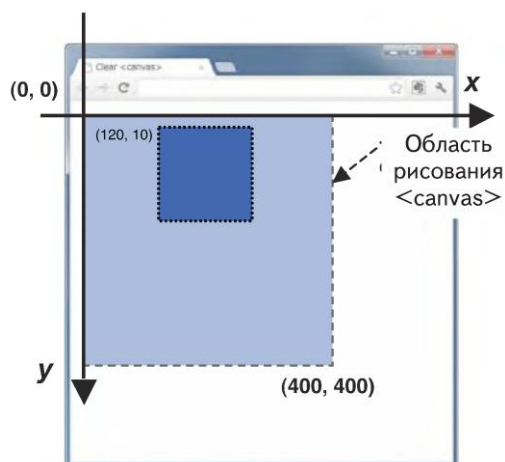 Clear <canvas>
(0, 0)
x
(120, 10)
Область
рисования
<canvas>
y
(400, 400)